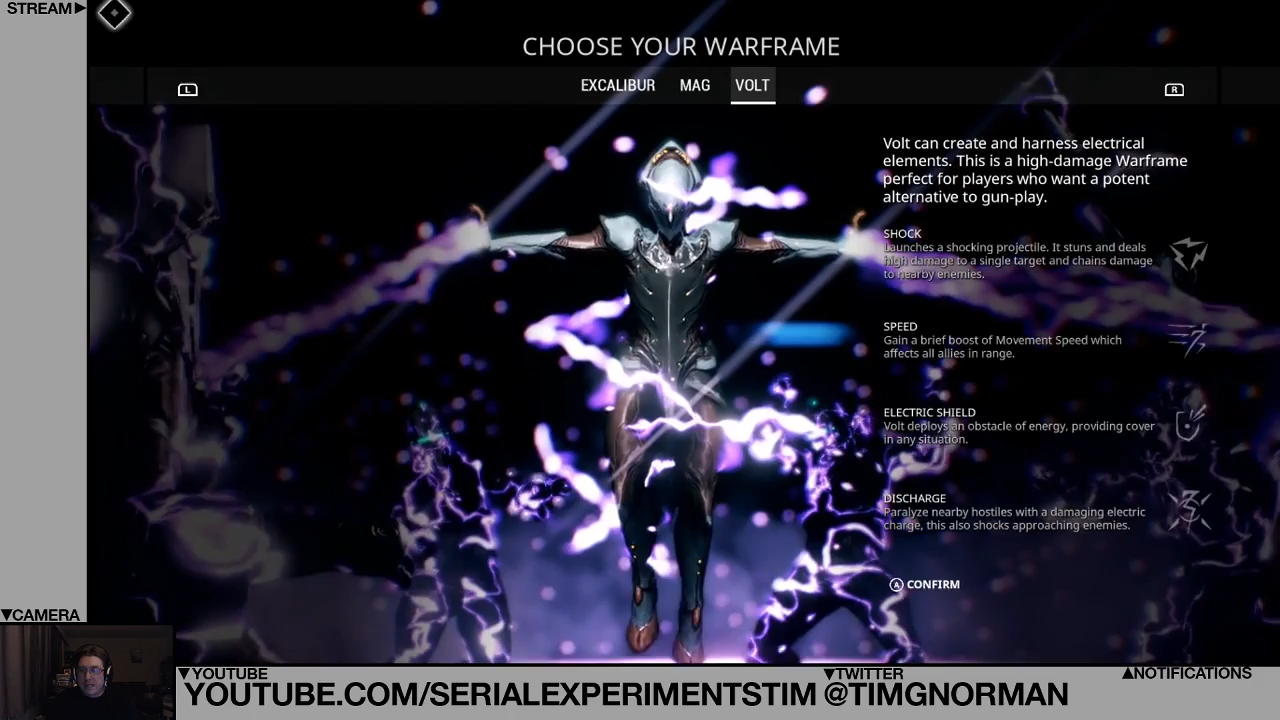 STREAM▶
CHOOSE YOUR WARFRAME
L
EXCALIBUR MAG VOLT
R
Volt can create and harness electrical
elements. This is a high-damage Warframe
perfect for players who want a potent
alternative to gun-play.
SHOCK
Launches a shocking projectile. It stuns and deals
high damage to a single target and chains damage
to nearby enemies.
SPEED
Gain a brief boost of Movement Speed which
affects all allies in range.
ELECTRIC SHIELD
Volt deploys an obstacle of energy, providing cover
in any situation.
DISCHARGE
Paralyze nearby hostiles with a damaging electric
charge, this also shocks approaching enemies.
A CONFIRM
▼CAMERA
▼YOUTUBE
▼TWITTER
▲NOTIFICATIONS
YOUTUBE.COM/SERIALEXPERIMENTSTIM @TIMGNORMAN